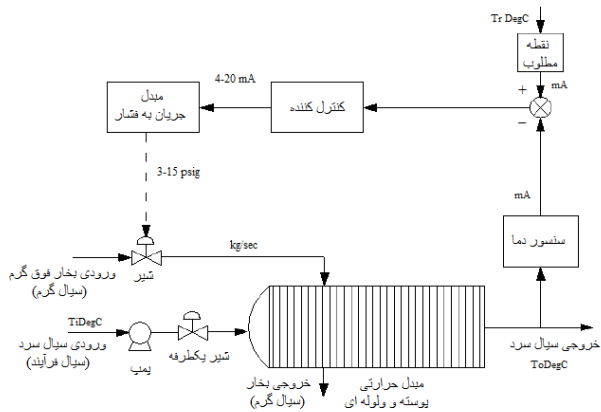 Tr DegC
نقطه
مطلوب
mA
+
−
4-20 mA
کنترل کننده
مبدل
جریان به فشار
3-15 psig
mA
سنسور دما
kg/sec
ورودی بخار فوق گرم
(سیال گرم)
شیر
TiDegC
ورودی سیال سرد
(سیال فرآیند)
پمپ
شیر یکطرفه
خروجی سیال سرد
ToDegC
خروجی بخار
(سیال گرم)
مبدل حرارتی
پوسته و لوله ای